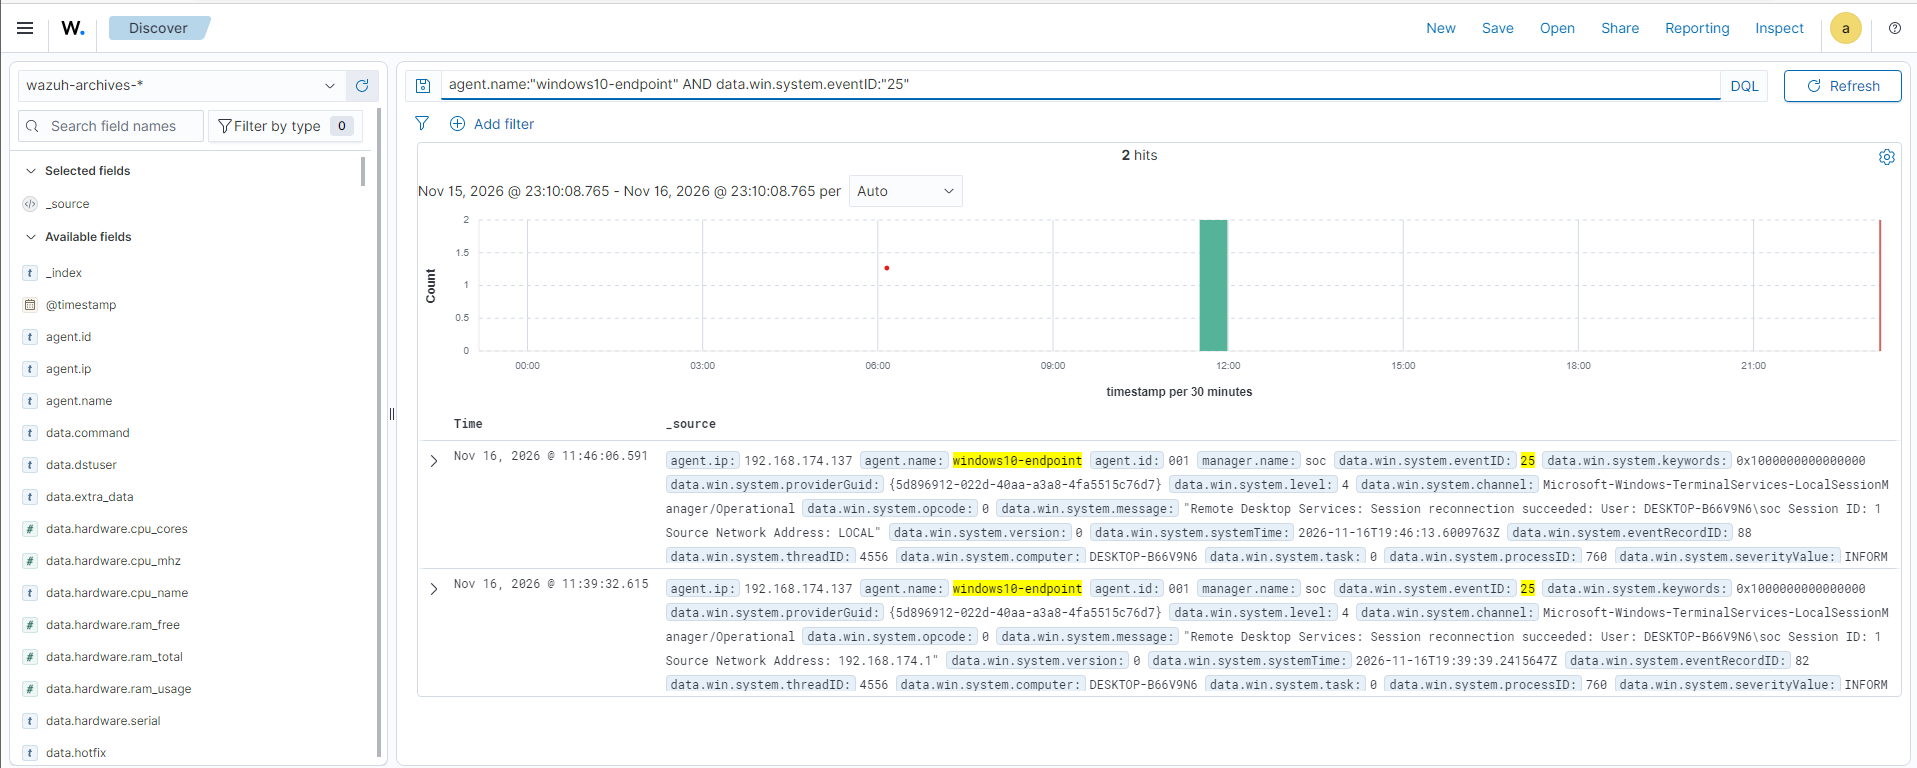 W.
Discover
New Save Open Share Reporting Inspect a
wazuh-archives-*
agent.name:"windows10-endpoint" AND data.win.system.eventID:"25"
DQL
Refresh
Search field names
Filter by type 0
Add filter
Selected fields
_source
Available fields
t _index
@timestamp
t agent.id
t agent.ip
t agent.name
t data.command
t data.dstuser
t data.extra_data
# data.hardware.cpu_cores
# data.hardware.cpu_mhz
t data.hardware.cpu_name
# data.hardware.ram_free
# data.hardware.ram_total
# data.hardware.ram_usage
t data.hardware.serial
t data.hotfix
2 hits
Nov 15, 2026 @ 23:10:08.765 - Nov 16, 2026 @ 23:10:08.765 per Auto
Count
2
1.5
1
0.5
0
00:00 03:00 06:00 09:00 12:00 15:00 18:00 21:00
timestamp per 30 minutes
Time _source
Nov 16, 2026 @ 11:46:06.591
agent.ip: 192.168.174.137 agent.name: windows10-endpoint agent.id: 001 manager.name: soc data.win.system.eventID: 25 data.win.system.keywords: 0x1000000000000000
data.win.system.providerGuid: {5d896912-022d-40aa-a3a8-4fa5515c76d7} data.win.system.level: 4 data.win.system.channel: Microsoft-Windows-TerminalServices-LocalSessionM
anager/Operational data.win.system.opcode: 0 data.win.system.message: "Remote Desktop Services: Session reconnection succeeded: User: DESKTOP-B66V9N6\soc Session ID: 1
Source Network Address: LOCAL" data.win.system.version: 0 data.win.system.systemTime: 2026-11-16T19:46:13.6009763Z data.win.system.eventRecordID: 88
data.win.system.threadID: 4556 data.win.system.computer: DESKTOP-B66V9N6 data.win.system.task: 0 data.win.system.processID: 760 data.win.system.severityValue: INFORM
Nov 16, 2026 @ 11:39:32.615
agent.ip: 192.168.174.137 agent.name: windows10-endpoint agent.id: 001 manager.name: soc data.win.system.eventID: 25 data.win.system.keywords: 0x1000000000000000
data.win.system.providerGuid: {5d896912-022d-40aa-a3a8-4fa5515c76d7} data.win.system.level: 4 data.win.system.channel: Microsoft-Windows-TerminalServices-LocalSessionM
anager/Operational data.win.system.opcode: 0 data.win.system.message: "Remote Desktop Services: Session reconnection succeeded: User: DESKTOP-B66V9N6\soc Session ID: 1
Source Network Address: 192.168.174.1" data.win.system.version: 0 data.win.system.systemTime: 2026-11-16T19:39:39.2415647Z data.win.system.eventRecordID: 82
data.win.system.threadID: 4556 data.win.system.computer: DESKTOP-B66V9N6 data.win.system.task: 0 data.win.system.processID: 760 data.win.system.severityValue: INFORM